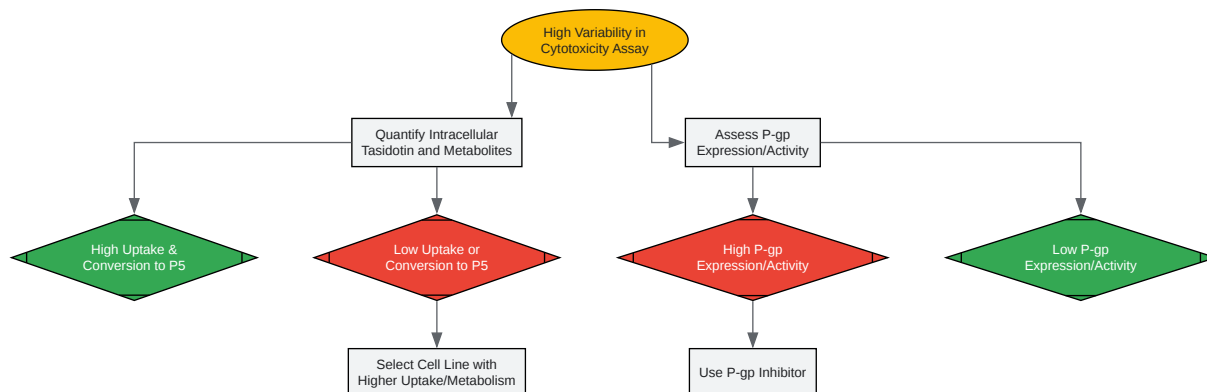 High Variability in
Cytotoxicity Assay
Quantify Intracellular
Tasidotin and Metabolites
Assess P-gp
Expression/Activity
High Uptake &
Conversion to P5
Low Uptake or
Conversion to P5
High P-gp
Expression/Activity
Low P-gp
Expression/Activity
Select Cell Line with
Higher Uptake/Metabolism
Use P-gp Inhibitor